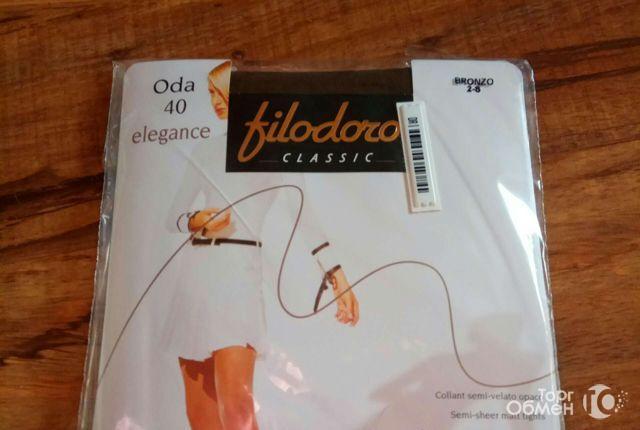 Oda
40
elegance
filodoro
CLASSIC
BRONZO
2-S
Collant semi-velato opaco
Semi-sheer matt tights
Торг
Обмен